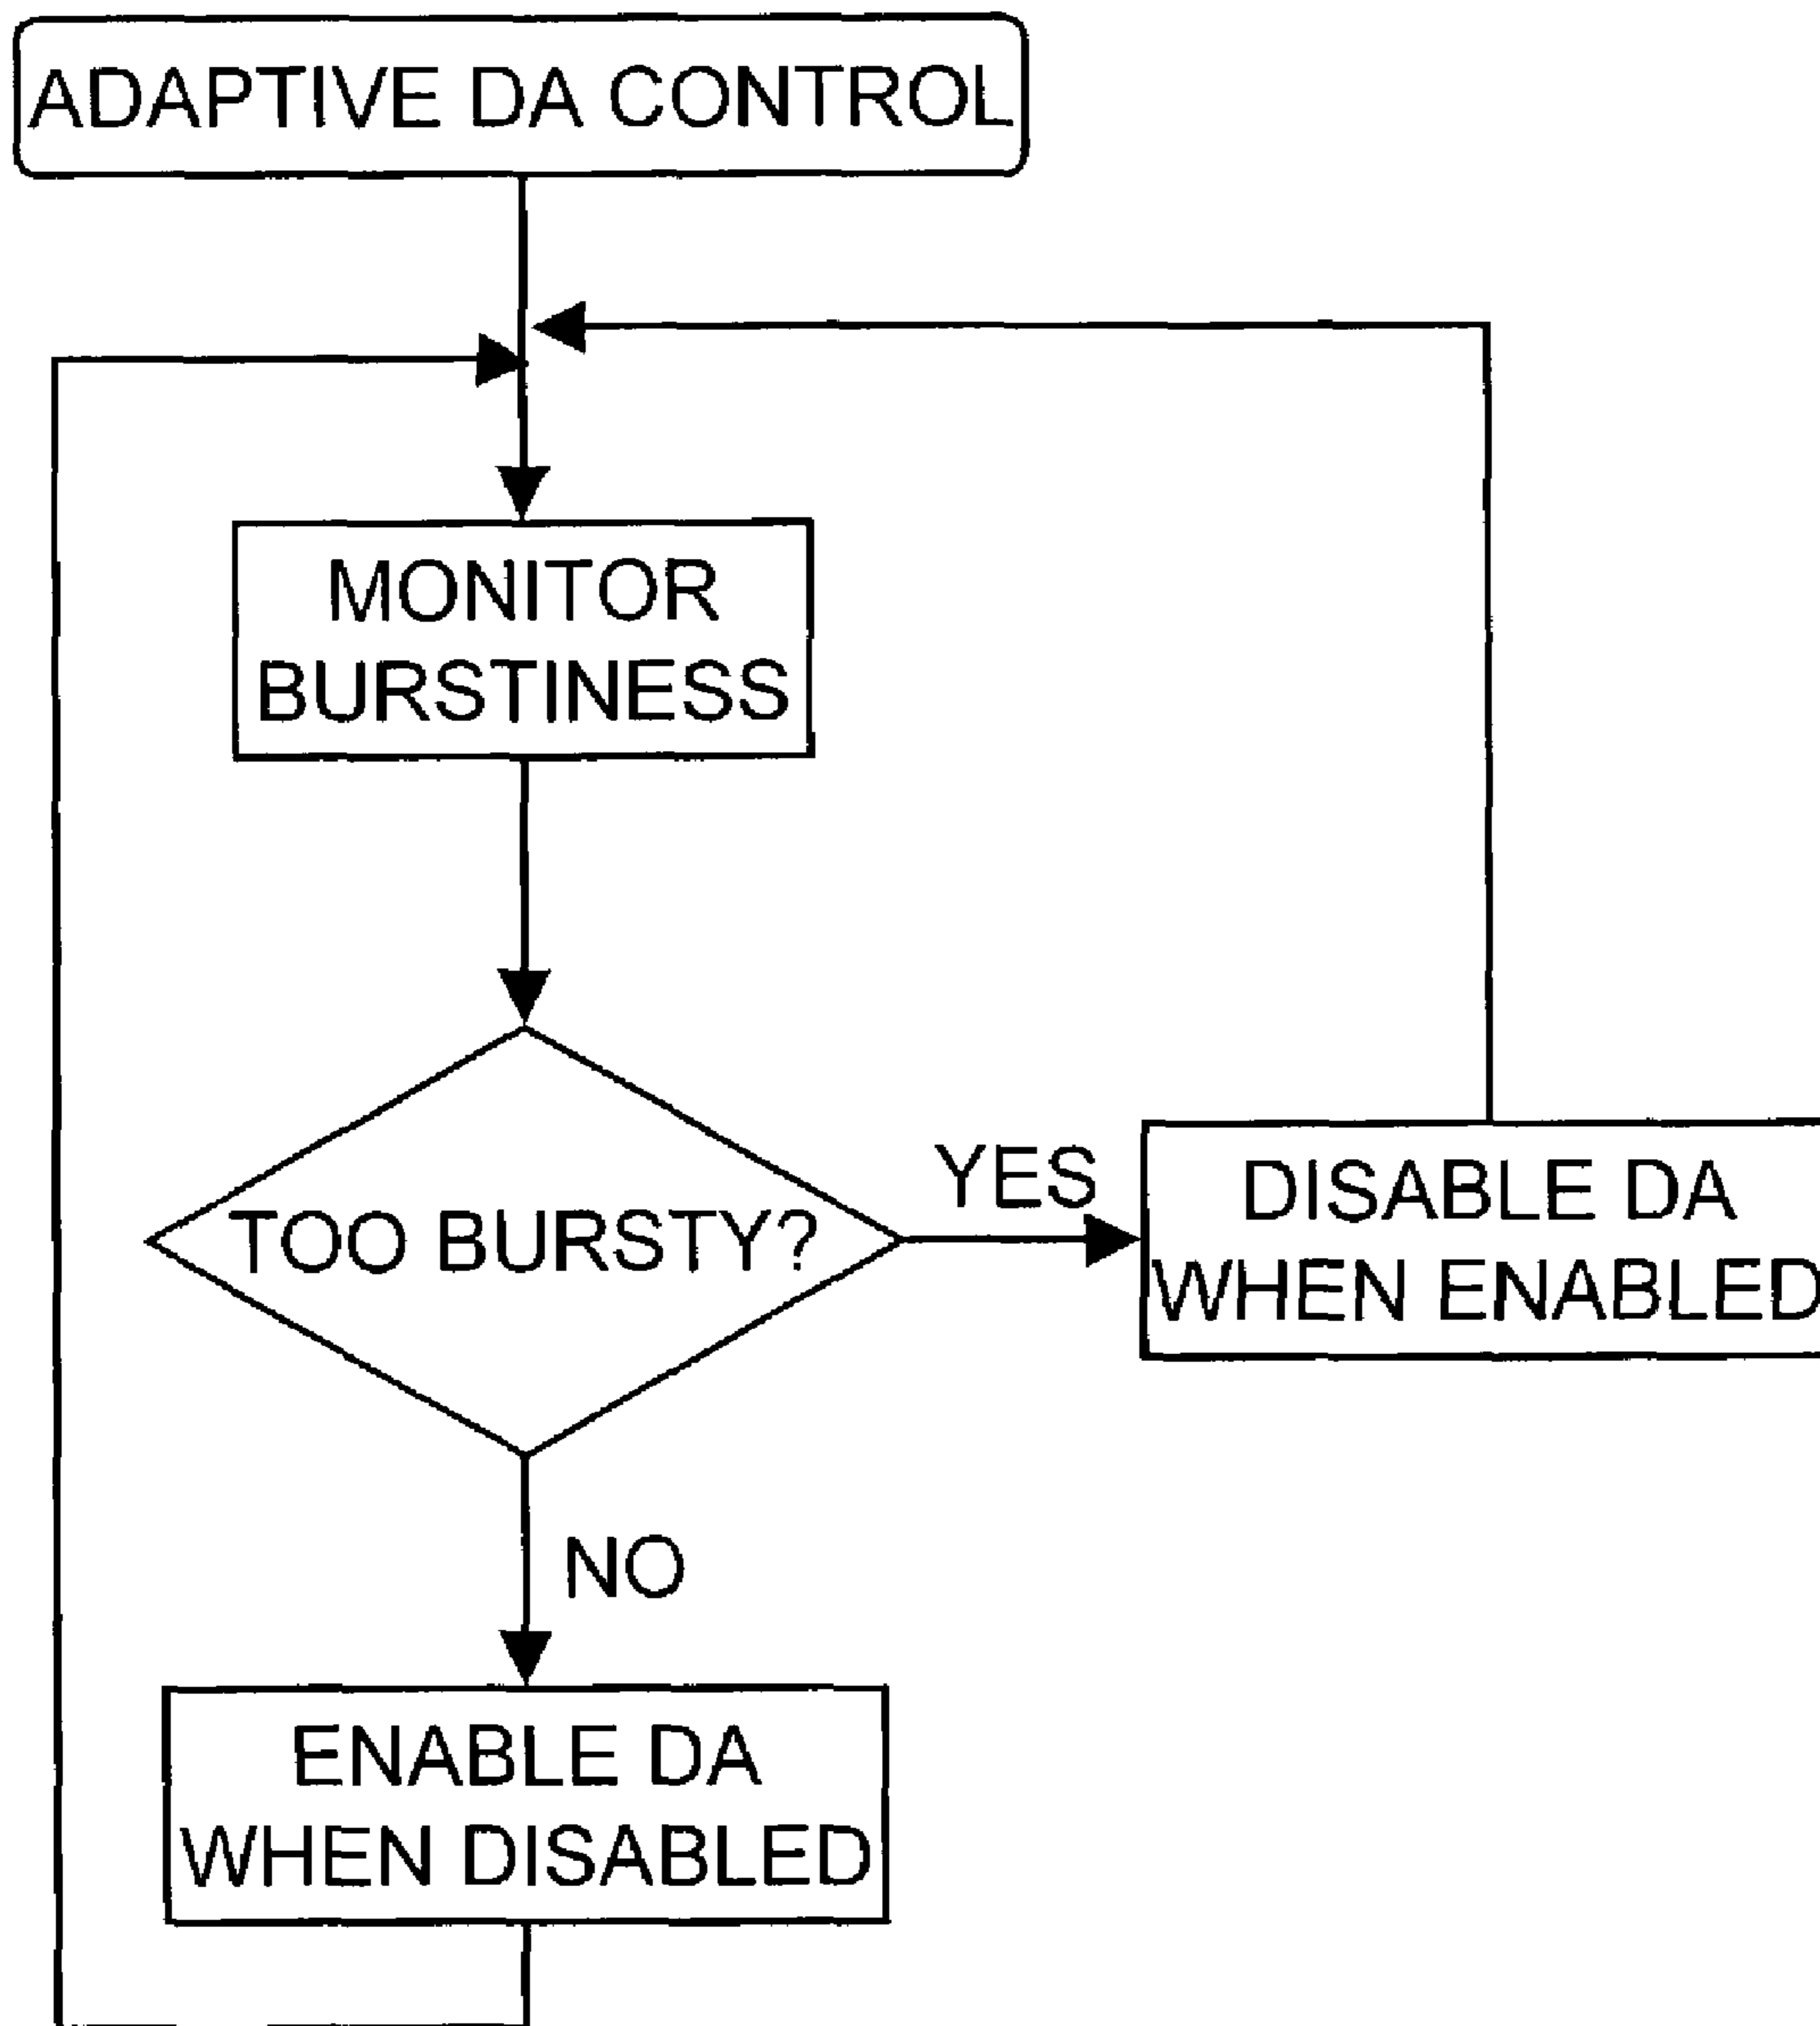 ADAPTIVE DA CONTROL
MONITOR
BURSTINESS
TOO BURSTY?
YES
DISABLE DA
WHEN ENABLED
NO
ENABLE DA
WHEN DISABLED